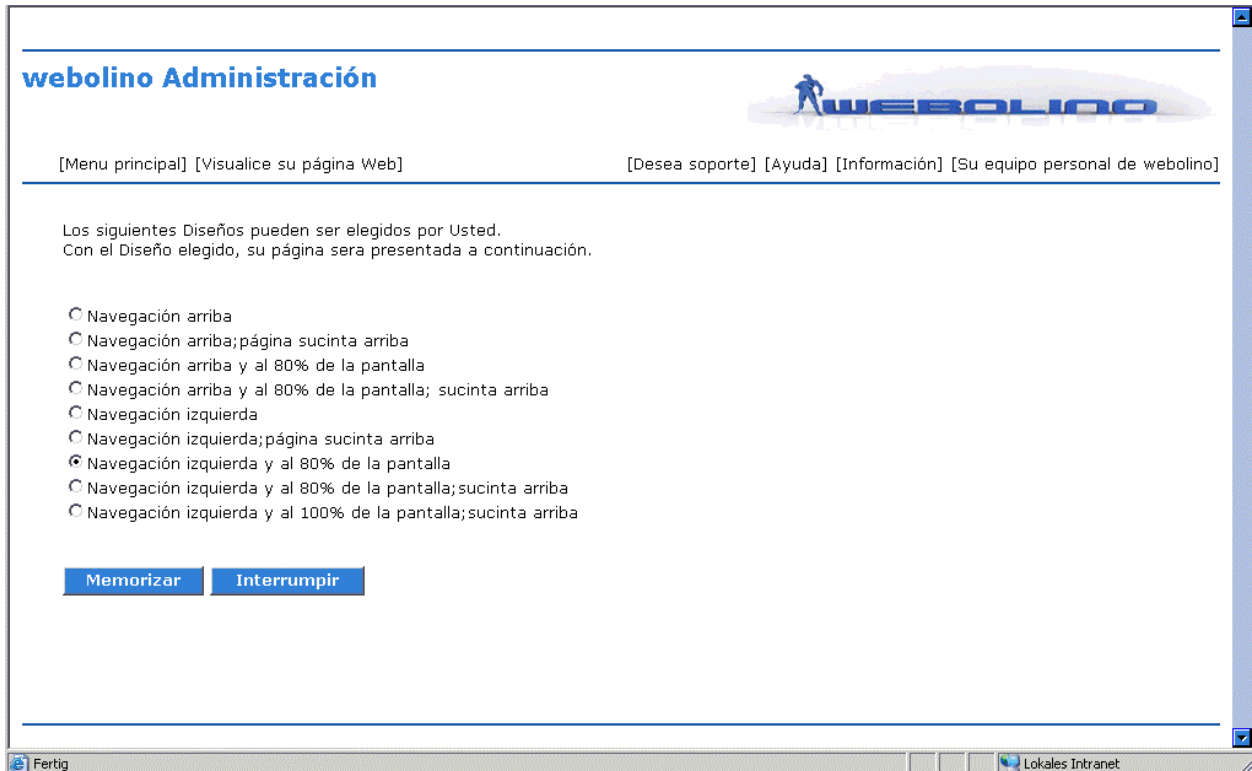 webolino Administración
WEBOLINO
[Menu principal] [Visualice su página Web] [Desea soporte] [Ayuda] [Información] [Su equipo personal de webolino]
Los siguientes Diseños pueden ser elegidos por Usted.
Con el Diseño elegido, su página sera presentada a continuación.
Navegación arriba
Navegación arriba;página sucinta arriba
Navegación arriba y al 80% de la pantalla
Navegación arriba y al 80% de la pantalla; sucinta arriba
Navegación izquierda
Navegación izquierda;página sucinta arriba
Navegación izquierda y al 80% de la pantalla
Navegación izquierda y al 80% de la pantalla;sucinta arriba
Navegación izquierda y al 100% de la pantalla;sucinta arriba
Memorizar Interrumpir
Fertig Lokales Intranet